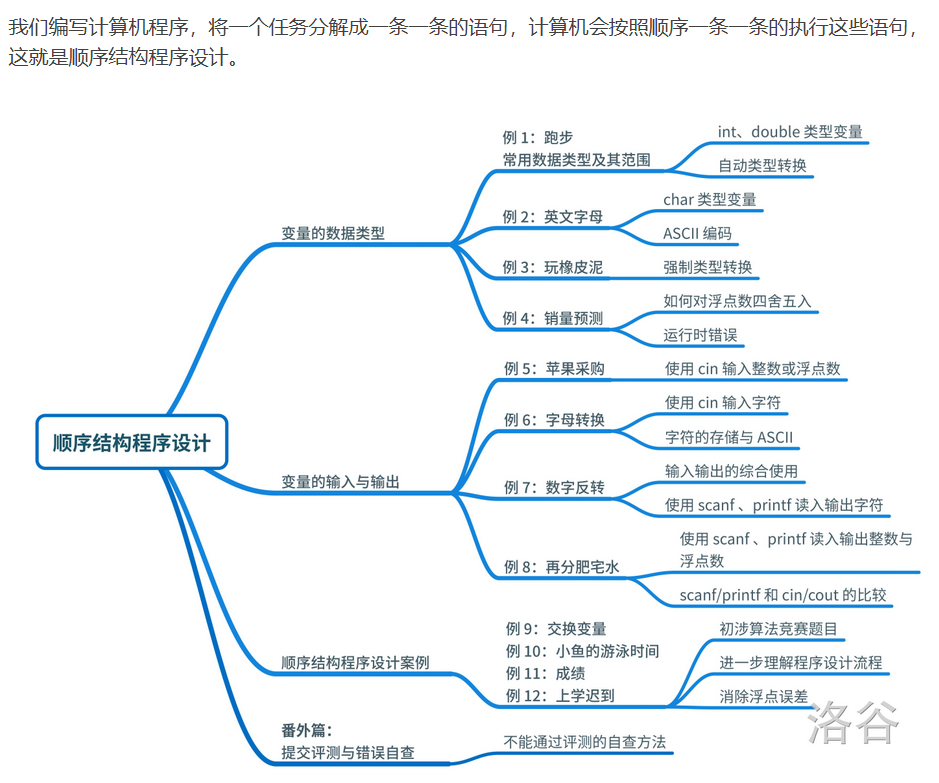 我们编写计算机程序，将一个任务分解成一条一条的语句，计算机会按照顺序一条一条的执行这些语句，
这就是顺序结构程序设计。
顺序结构程序设计
变量的数据类型
例 1：跑步
常用数据类型及其范围
int、double 类型变量
自动类型转换
例 2：英文字母
char 类型变量
ASCII 编码
例 3：玩橡皮泥
强制类型转换
例 4：销量预测
如何对浮点数四舍五入
运行时错误
变量的输入与输出
例 5：苹果采购
使用 cin 输入整数或浮点数
例 6：字母转换
使用 cin 输入字符
字符的存储与 ASCII
例 7：数字反转
输入输出的综合使用
使用 scanf 、printf 读入输出字符
例 8：再分肥宅水
使用 scanf 、printf 读入输出整数与
浮点数
scanf/printf 和 cin/cout 的比较
顺序结构程序设计案例
例 9：交换变量
例 10：小鱼的游泳时间
例 11：成绩
例 12：上学迟到
初涉算法竞赛题目
进一步理解程序设计流程
消除浮点误差
番外篇：
提交评测与错误自查
不能通过评测的自查方法
洛谷